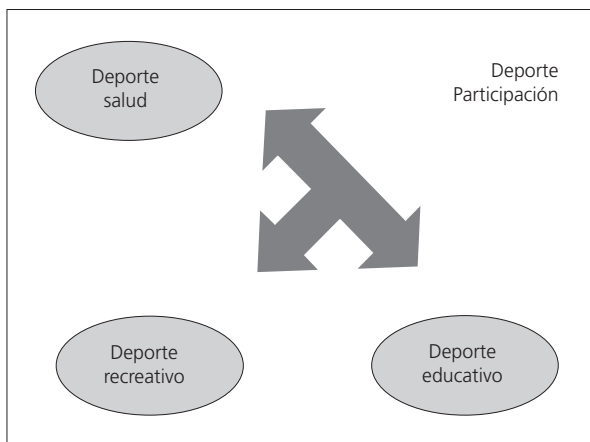 Deporte
salud
Deporte
Participación
Deporte
recreativo
Deporte
educativo